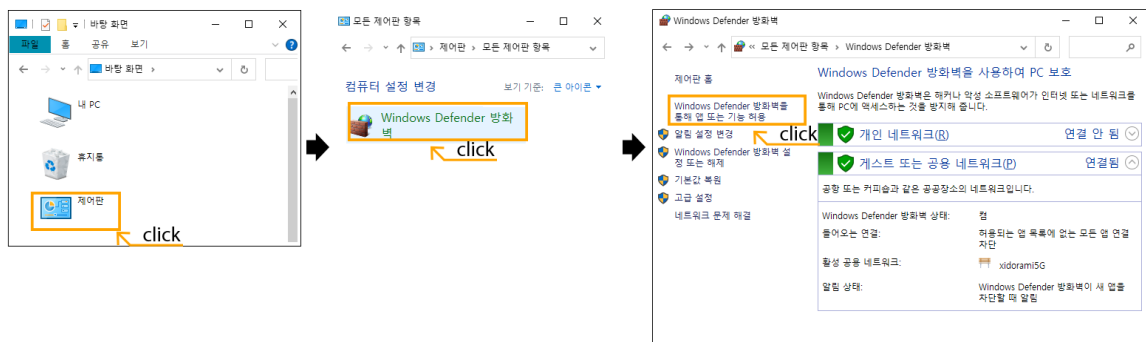 바탕 화면
파일 홈 공유 보기
바탕 화면
내 PC
휴지통
제어판
click
모든 제어판 항목
제어판 > 모든 제어판 항목
컴퓨터 설정 변경
보기 기준: 큰 아이콘
Windows Defender 방화
벽
click
Windows Defender 방화벽
« 모든 제어판 항목 > Windows Defender 방화벽
제어판 홈
Windows Defender 방화벽을
통해 앱 또는 기능 허용
click
알림 설정 변경
Windows Defender 방화벽 설
정 또는 해제
기본값 복원
고급 설정
네트워크 문제 해결
Windows Defender 방화벽을 사용하여 PC 보호
Windows Defender 방화벽은 해커나 악성 소프트웨어가 인터넷 또는 네트워크를
통해 PC에 액세스하는 것을 방지해 줍니다.
개인 네트워크(R) 연결 안 됨
게스트 또는 공용 네트워크(P) 연결됨
공항 또는 커피숍과 같은 공공장소의 네트워크입니다.
Windows Defender 방화벽 상태: 켬
들어오는 연결: 허용되는 앱 목록에 없는 모든 앱 연결
차단
활성 공용 네트워크: xidorami5G
알림 상태: Windows Defender 방화벽이 새 앱을
차단할 때 알림